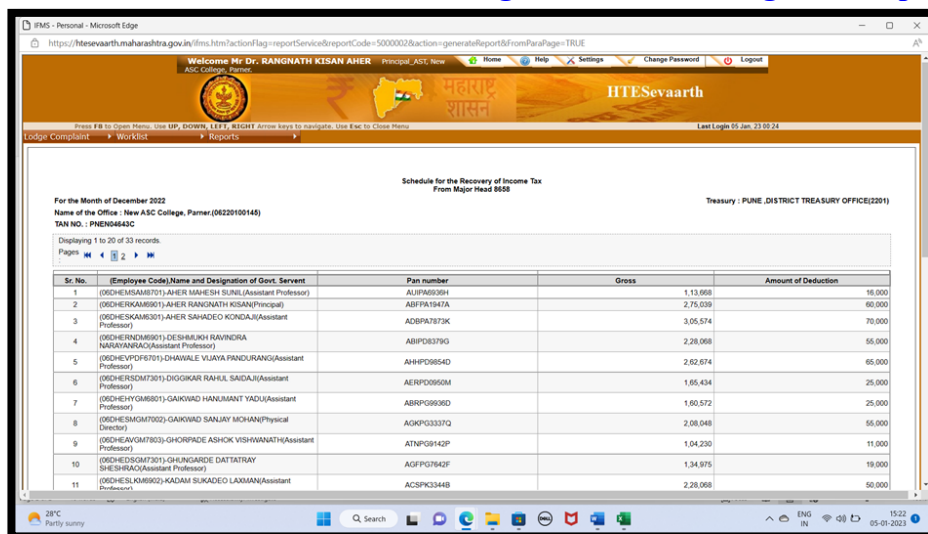 IFMS - Personal - Microsoft Edge
https://htesevaarth.maharashtra.gov.in/ifms.htm?actionFlag=reportService&reportCode=5000002&action=generateReport&FromParaPage=TRUE
Welcome Mr Dr. RANGNATH KISAN AHER Principal_AST, New Home Help Settings Change Password Logout
ASC College, Parner.
महाराष्ट्र
शासन
HTESevaarth
Press F8 to Open Menu. Use UP, DOWN, LEFT, RIGHT Arrow keys to navigate. Use Esc to Close Menu Last Login 05 Jan, 23 00:24
Lodge Complaint Worklist Reports
Schedule for the Recovery of Income Tax
From Major Head 8658
For the Month of December 2022 Treasury : PUNE ,DISTRICT TREASURY OFFICE(2201)
Name of the Office : New ASC College, Parner.(06220100145)
TAN NO. : PNEN04643C
Displaying 1 to 20 of 33 records.
Pages 1 2
:
Sr. No. (Employee Code),Name and Designation of Govt. Servent Pan number Gross Amount of Deduction
1 (06DHEMSAM8701)-AHER MAHESH SUNIL(Assistant Professor) AUIPA6936H 1,13,668 16,000
2 (06DHERKAM6901)-AHER RANGNATH KISAN(Principal) ABFPA1947A 2,75,039 60,000
3 (06DHESKAM6301)-AHER SAHADEO KONDAJI(Assistant Professor) ADBPA7873K 3,05,574 70,000
4 (06DHERNDM6901)-DESHMUKH RAVINDRA NARAYANRAO(Assistant Professor) ABIPD8379G 2,28,068 55,000
5 (06DHEVPDF6701)-DHAWALE VIJAYA PANDURANG(Assistant Professor) AHHPD9854D 2,62,674 65,000
6 (06DHERSDM7301)-DIGGIKAR RAHUL SAIDAJI(Assistant Professor) AERPD0950M 1,65,434 25,000
7 (06DHEHYGM6801)-GAIKWAD HANUMANT YADU(Assistant Professor) ABRPG9936D 1,60,572 25,000
8 (06DHESMGM7002)-GAIKWAD SANJAY MOHAN(Physical Director) AGKPG3337Q 2,08,048 55,000
9 (06DHEAVGM7803)-GHORPADE ASHOK VISHWANATH(Assistant Professor) ATNPG9142P 1,04,230 11,000
10 (06DHEDSGM7301)-GHUNGARDE DATTATRAY SHESHRAO(Assistant Professor) AGFPG7642F 1,34,975 19,000
11 (06DHESLKM6902)-KADAM SUKADEO LAXMAN(Assistant Professor) ACSPK3344B 2,28,068 50,000
28°C
Partly sunny
Search
ENG
IN
15:22
05-01-2023